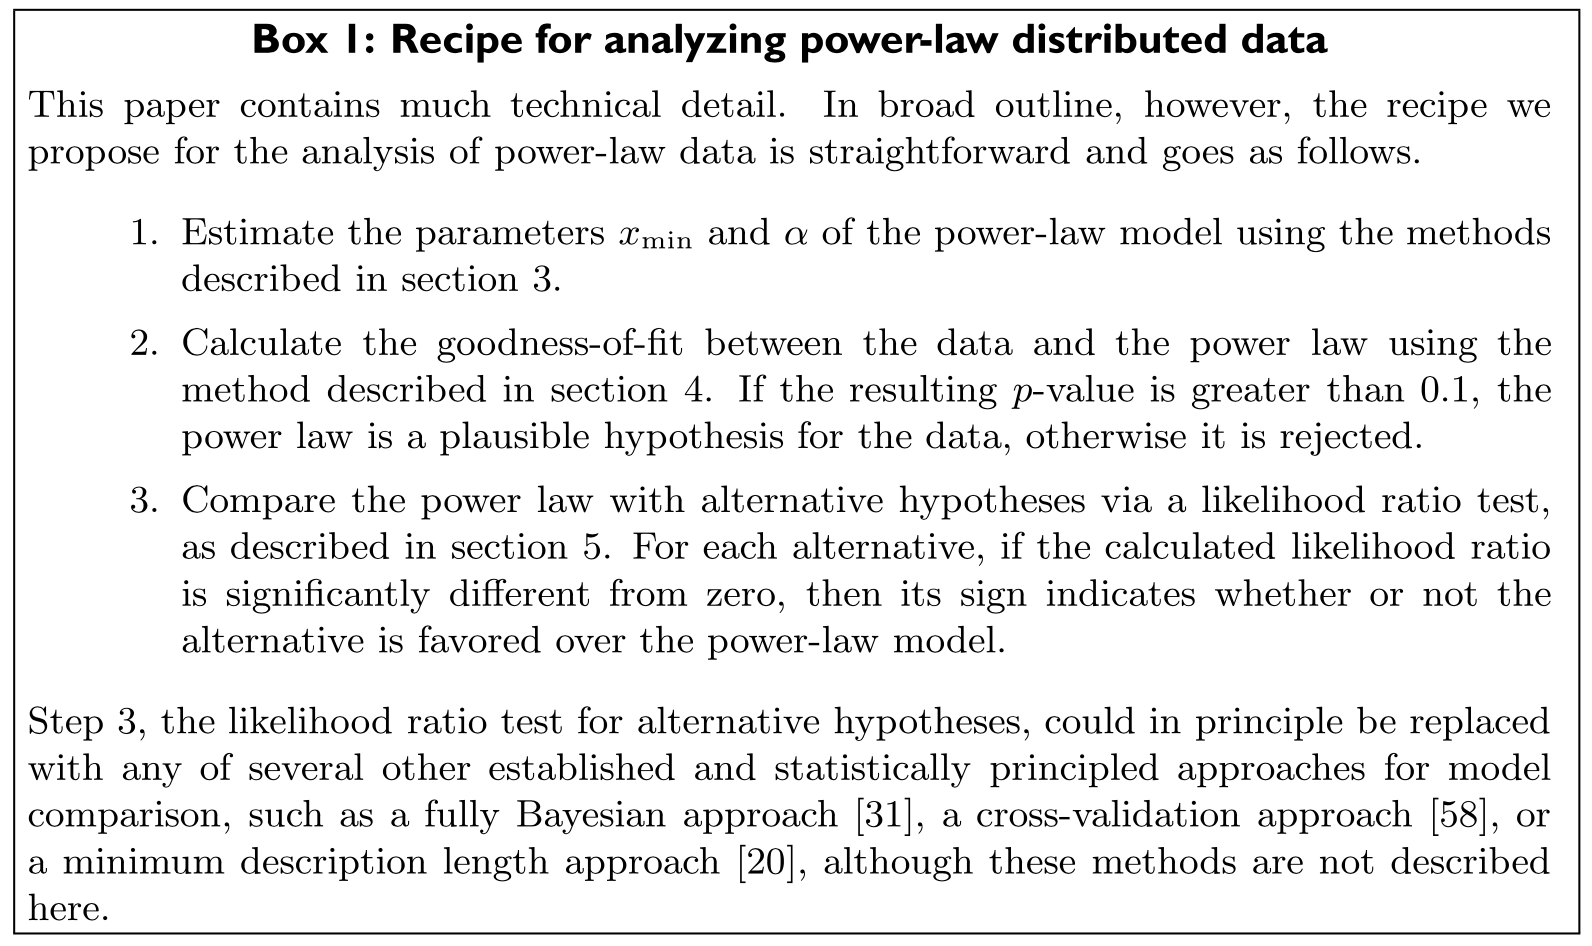 Box 1: Recipe for analyzing power-law distributed data
This paper contains much technical detail. In broad outline, however, the recipe we
propose for the analysis of power-law data is straightforward and goes as follows.
1. Estimate the parameters x_min and α of the power-law model using the methods
described in section 3.
2. Calculate the goodness-of-fit between the data and the power law using the
method described in section 4. If the resulting p-value is greater than 0.1, the
power law is a plausible hypothesis for the data, otherwise it is rejected.
3. Compare the power law with alternative hypotheses via a likelihood ratio test,
as described in section 5. For each alternative, if the calculated likelihood ratio
is significantly different from zero, then its sign indicates whether or not the
alternative is favored over the power-law model.
Step 3, the likelihood ratio test for alternative hypotheses, could in principle be replaced
with any of several other established and statistically principled approaches for model
comparison, such as a fully Bayesian approach [31], a cross-validation approach [58], or
a minimum description length approach [20], although these methods are not described
here.